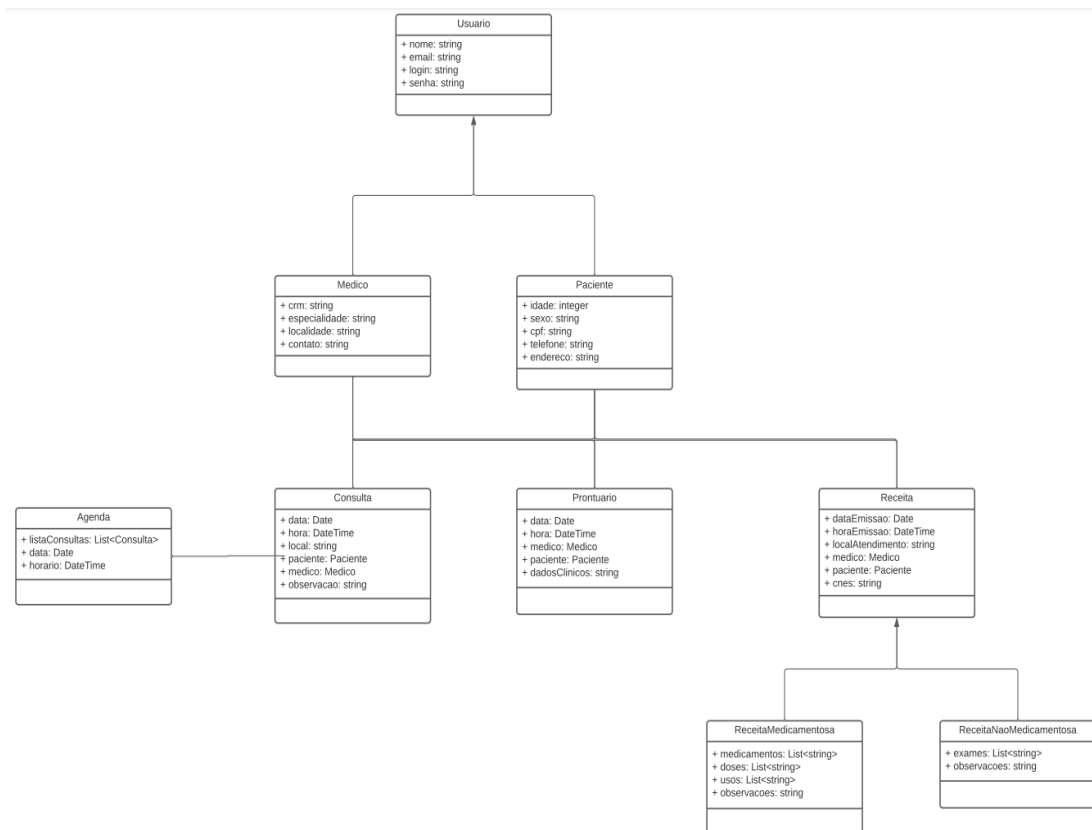 Usuario
+ nome: string
+ email: string
+ login: string
+ senha: string
Medico
+ crm: string
+ especialidade: string
+ localidade: string
+ contato: string
Paciente
+ idade: integer
+ sexo: string
+ cpf: string
+ telefone: string
+ endereco: string
Agenda
+ listaConsultas: List<Consulta>
+ data: Date
+ horario: DateTime
Consulta
+ data: Date
+ hora: DateTime
+ local: string
+ paciente: Paciente
+ medico: Medico
+ observacao: string
Prontuario
+ data: Date
+ hora: DateTime
+ medico: Medico
+ paciente: Paciente
+ dadosClinicos: string
Receita
+ dataEmissao: Date
+ horaEmissao: DateTime
+ localAtendimento: string
+ medico: Medico
+ paciente: Paciente
+ cnes: string
ReceitaMedicamentosa
+ medicamentos: List<string>
+ doses: List<string>
+ usos: List<string>
+ observacoes: string
ReceitaNaoMedicamentosa
+ exames: List<string>
+ observacoes: string